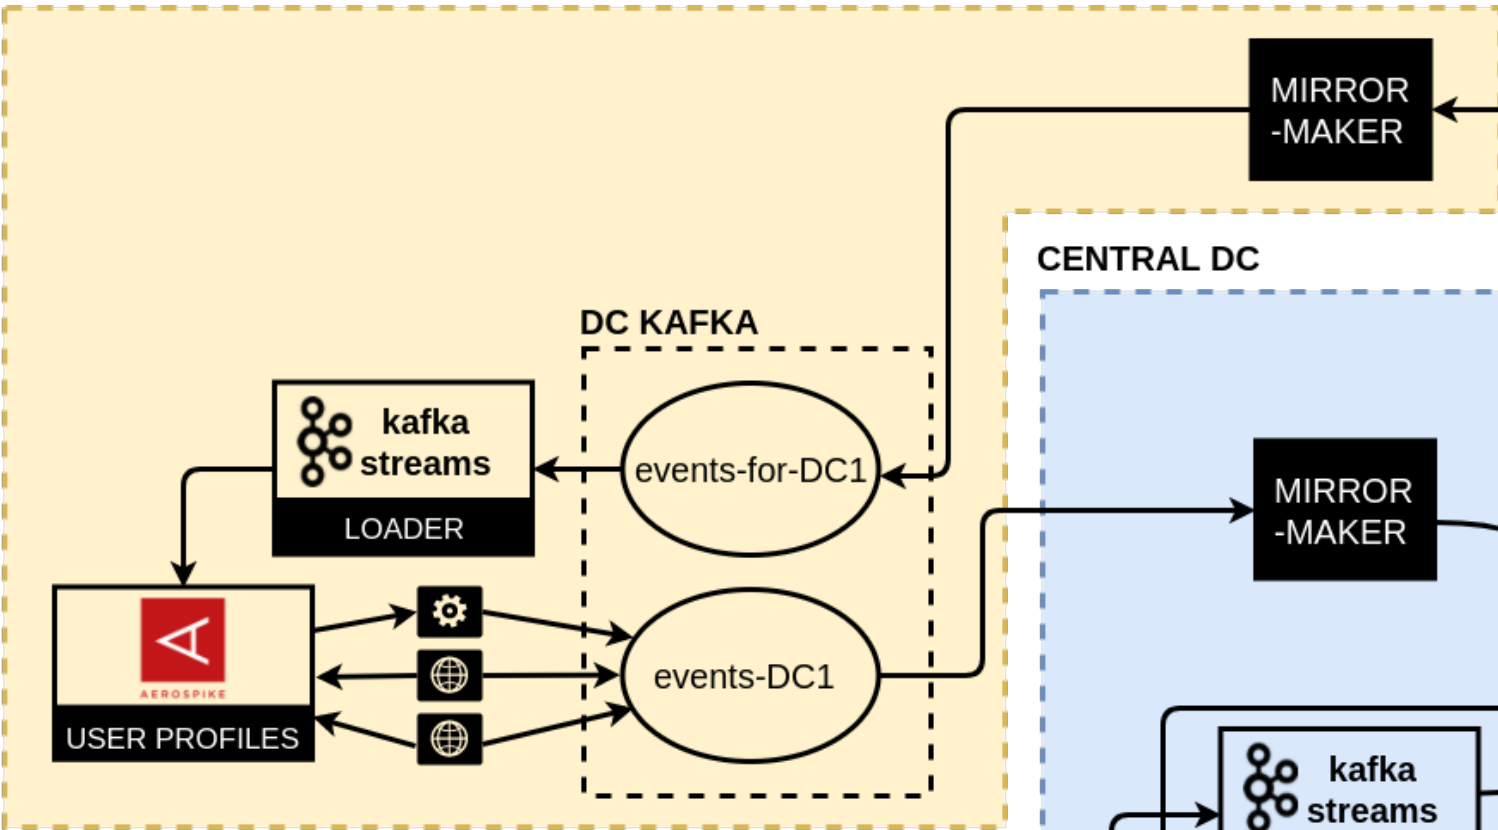 MIRROR
-MAKER
CENTRAL DC
DC KAFKA
kafka
streams
LOADER
events-for-DC1
MIRROR
-MAKER
AEROSPIKE
USER PROFILES
events-DC1
kafka
streams